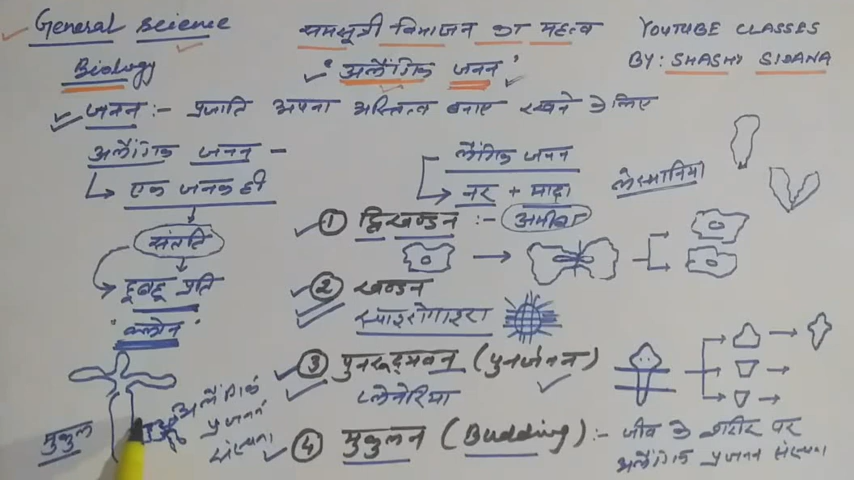 General Science
Biology
समसूत्री विभाजन का महत्व
YOUTUBE CLASSES
BY: SHASHI SIDANA
"अलैंगिक जनन"
जनन :- प्रजाति अपना अस्तित्व बनाए रखने के लिए
अलैंगिक जनन -
एक जनक ही
संतति
हूबहू प्रति
"क्लोन"
लैंगिक जनन
नर + मादा
लेस्मानिया
① द्विखण्डन :- अमीबा
② खण्डन
स्पाइरोगाइरा
③ पुनरुद्भवन (पुनर्जनन)
प्लेनेरिया
④ मुकुलन (Budding) :- जीव के शरीर पर
अलैंगिक प्रजनन संरचना
मुकुल
अलैंगिक
प्रजनन
संरचना